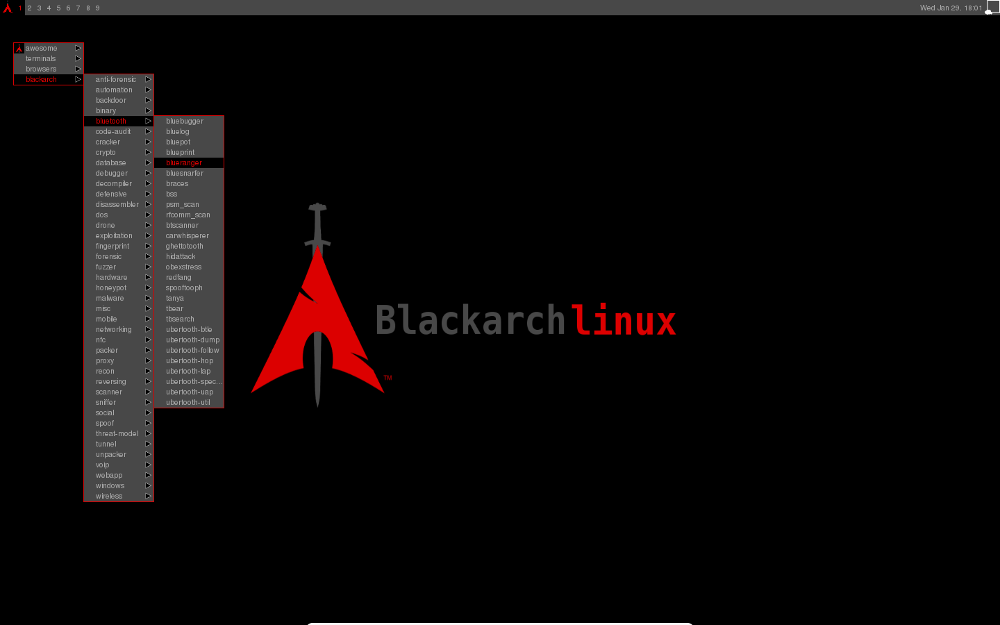 1 2 3 4 5 6 7 8 9
Wed Jan 29, 18:01
awesome
terminals
browsers
blackarch
anti-forensic
automation
backdoor
binary
bluetooth
code-audit
cracker
crypto
database
debugger
decompiler
defensive
disassembler
dos
drone
exploitation
fingerprint
forensic
fuzzer
hardware
honeypot
malware
misc
mobile
networking
nfc
packer
proxy
recon
reversing
scanner
sniffer
social
spoof
threat-model
tunnel
unpacker
voip
webapp
windows
wireless
bluebugger
bluelog
bluepot
blueprint
blueranger
bluesnarfer
braces
bss
psm_scan
rfcomm_scan
btscanner
carwhisperer
ghettotooth
hidattack
obexstress
redfang
spooftooph
tanya
tbear
tbsearch
ubertooth-btle
ubertooth-dump
ubertooth-follow
ubertooth-hop
ubertooth-lap
ubertooth-spec...
ubertooth-uap
ubertooth-util
Blackarch linux
TM